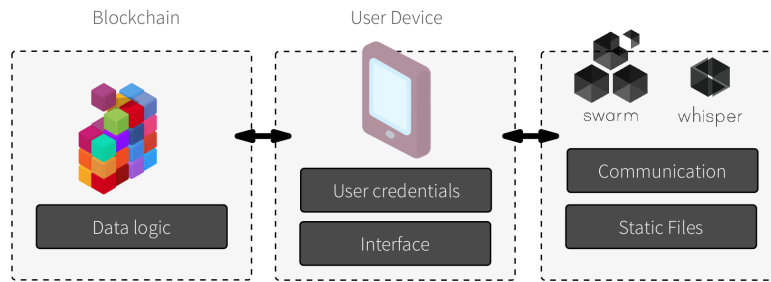 Blockchain
User Device
swarm
whisper
Data logic
User credentials
Interface
Communication
Static Files